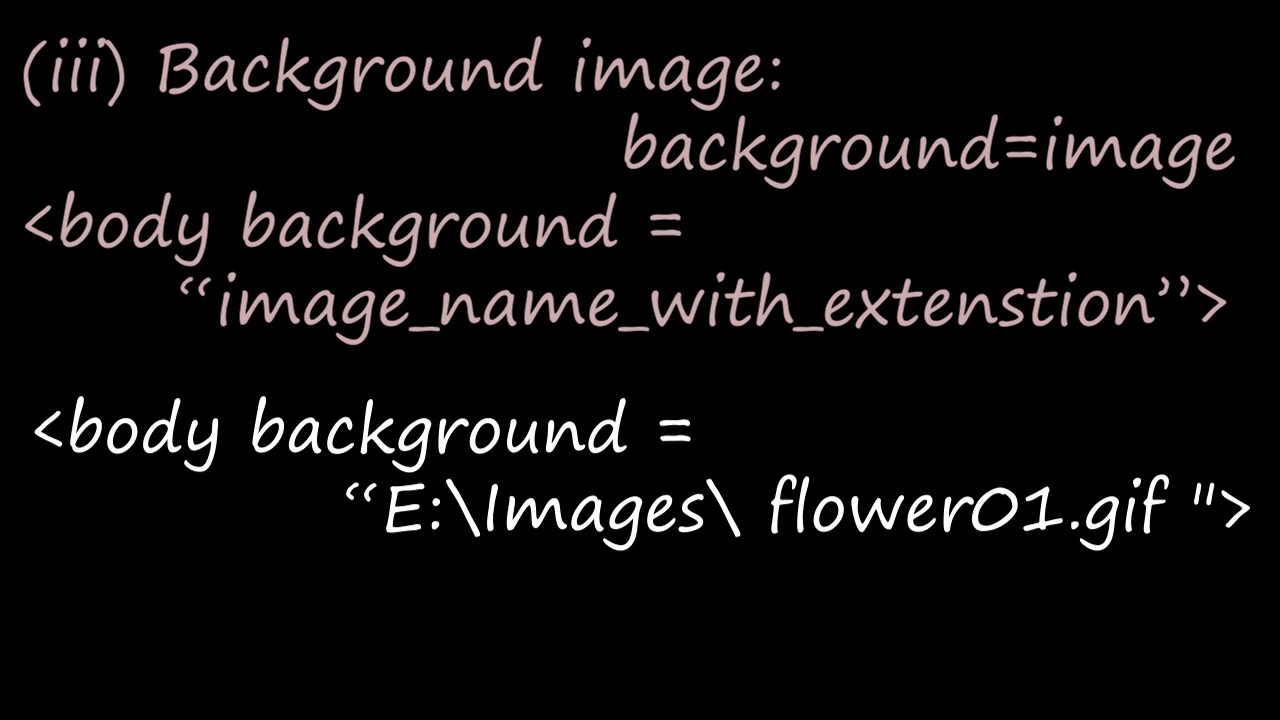 (iii) Background image:
background=image
<body background =
“image_name_with_extenstion”>
<body background =
“E:\Images\ flower01.gif ">